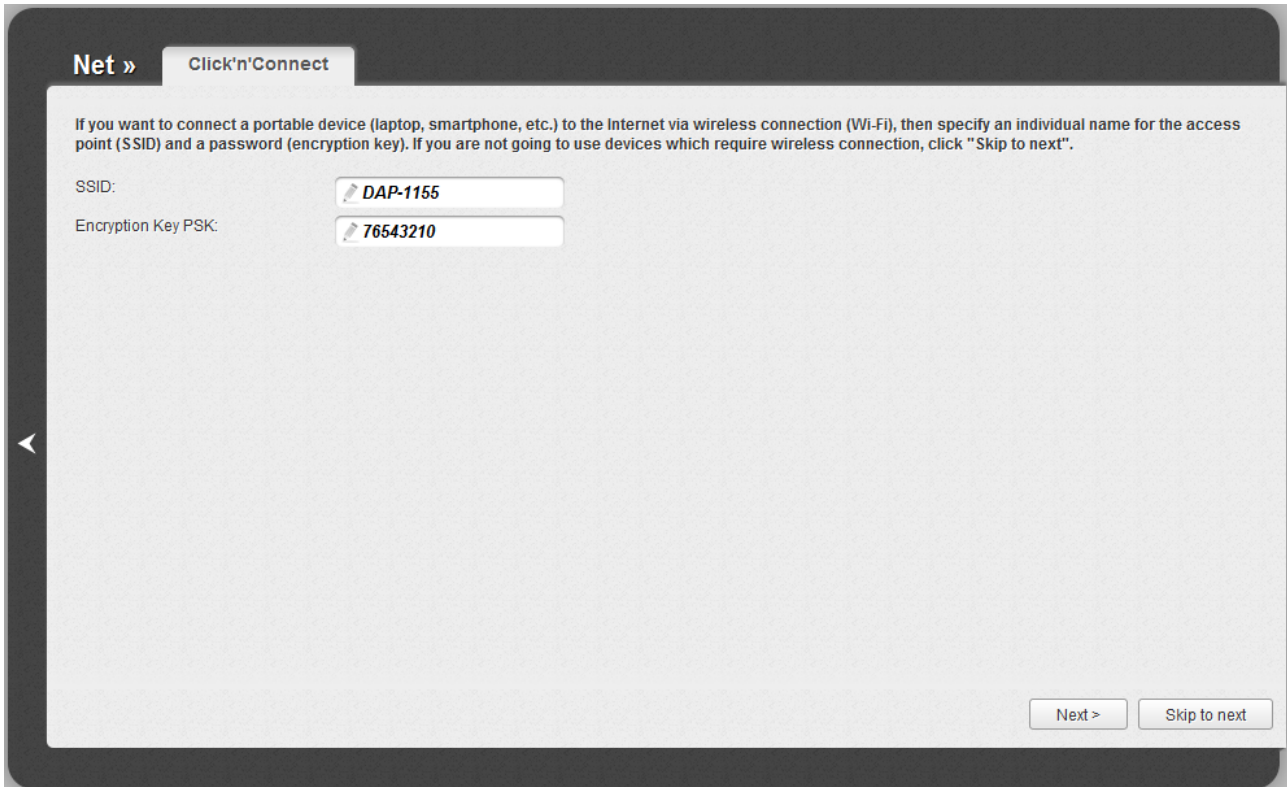 Net »
Click'n'Connect
If you want to connect a portable device (laptop, smartphone, etc.) to the Internet via wireless connection (Wi-Fi), then specify an individual name for the access
point (SSID) and a password (encryption key). If you are not going to use devices which require wireless connection, click "Skip to next".
SSID:
DAP-1155
Encryption Key PSK:
76543210
Next >
Skip to next